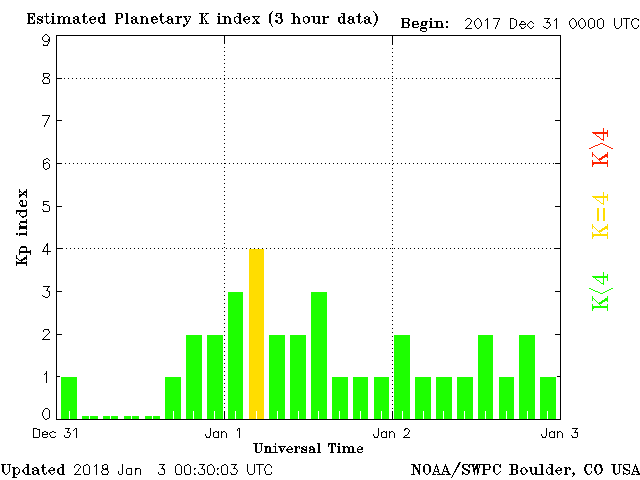 Estimated Planetary K index (3 hour data) Begin: 2017 Dec 31 0000 UTC
9
8
7
6
5
4
3
2
1
0
Kp index
K>4
K=4
K<4
Dec 31 Jan 1 Jan 2 Jan 3
Universal Time
Updated 2018 Jan 3 00:30:03 UTC NOAA/SWPC Boulder, CO USA